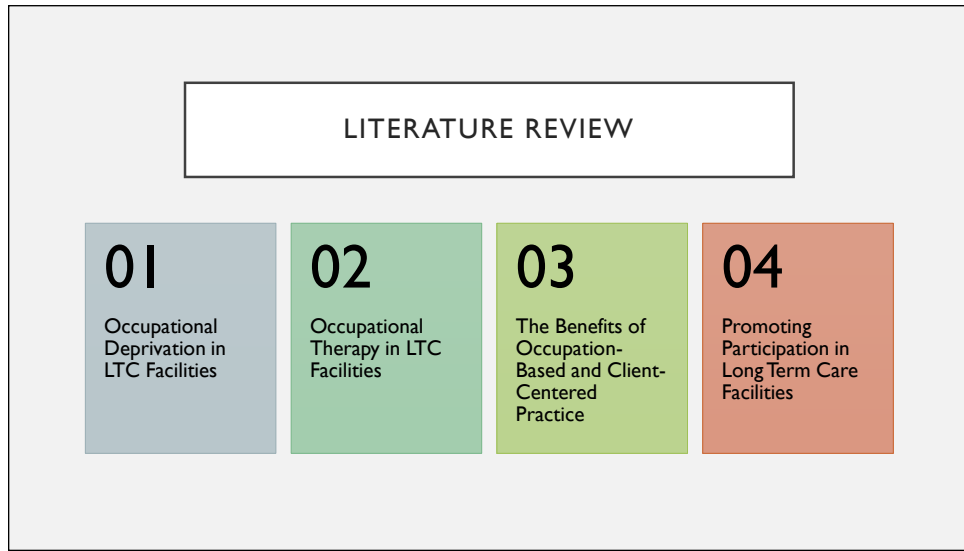 LITERATURE REVIEW
01
Occupational
Deprivation in
LTC Facilities
02
Occupational
Therapy in LTC
Facilities
03
The Benefits of
Occupation-
Based and Client-
Centered
Practice
04
Promoting
Participation in
Long Term Care
Facilities